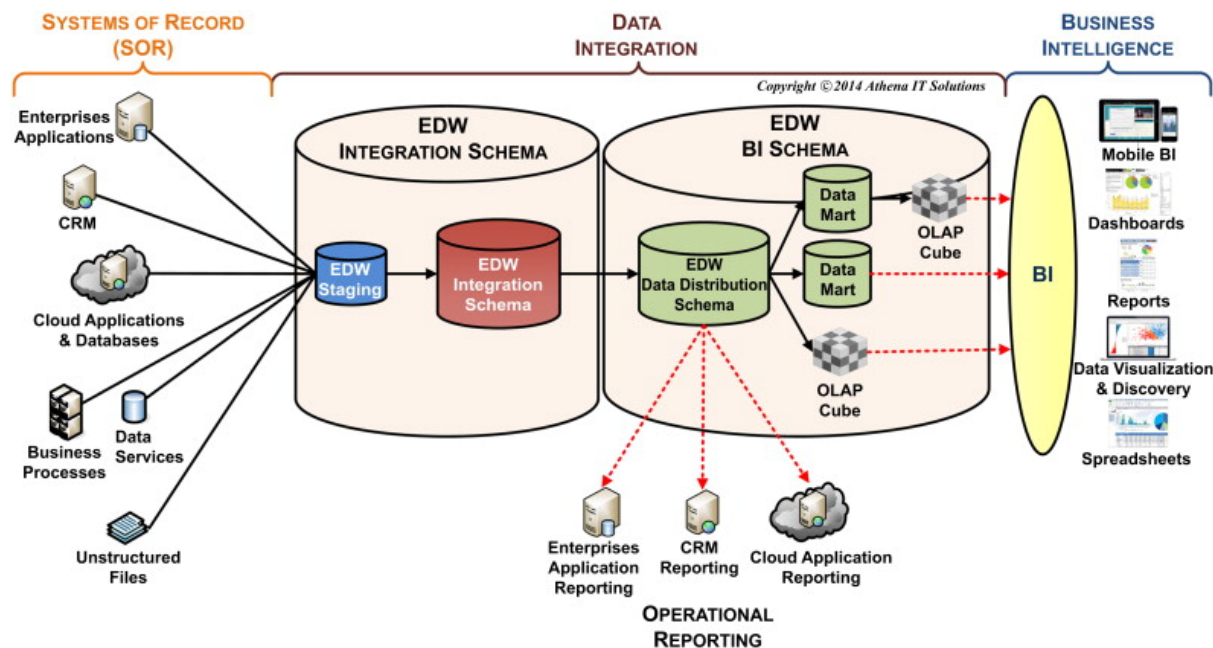 SYSTEMS OF RECORD
(SOR)
DATA
INTEGRATION
BUSINESS
INTELLIGENCE
Copyright © 2014 Athena IT Solutions
Enterprises
Applications
CRM
Cloud Applications
& Databases
Business
Processes
Data
Services
Unstructured
Files
EDW
INTEGRATION SCHEMA
EDW
Staging
EDW
Integration
Schema
EDW
BI SCHEMA
EDW
Data Distribution
Schema
Data
Mart
Data
Mart
OLAP
Cube
OLAP
Cube
BI
Mobile BI
Dashboards
Reports
Data Visualization
& Discovery
Spreadsheets
Enterprises
Application
Reporting
CRM
Reporting
Cloud Application
Reporting
OPERATIONAL
REPORTING